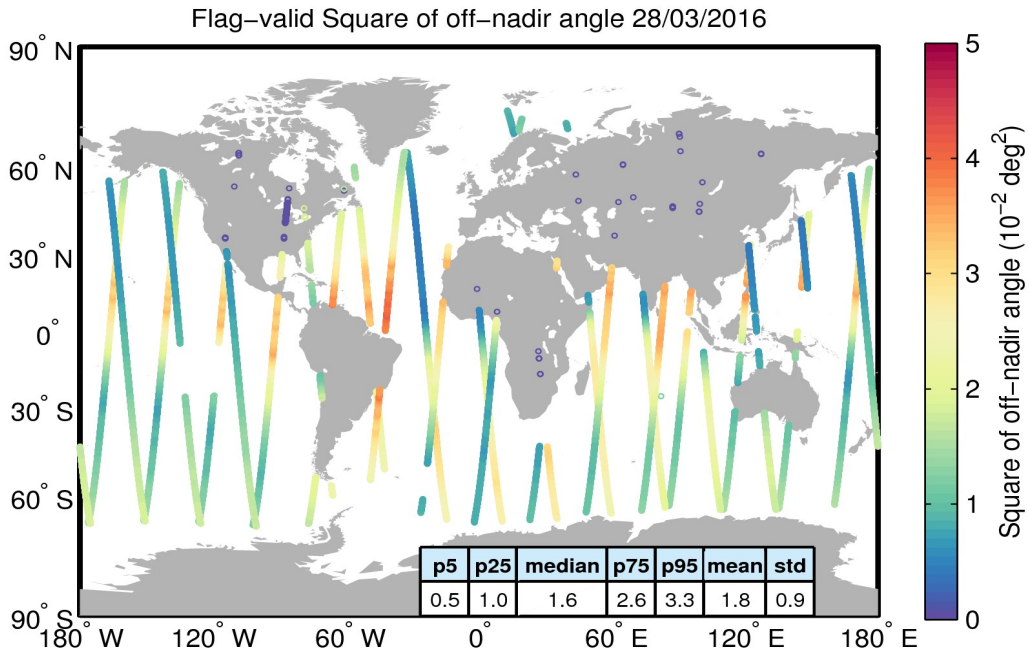 Flag−valid Square of off−nadir angle 28/03/2016
90° N
60° N
30° N
0°
30° S
60° S
90° S
180° W
120° W
60° W
0°
60° E
120° E
180° E
p5 p25 median p75 p95 mean std
0.5 1.0 1.6 2.6 3.3 1.8 0.9
5
4
3
2
1
0
Square of off−nadir angle (10⁻² deg²)